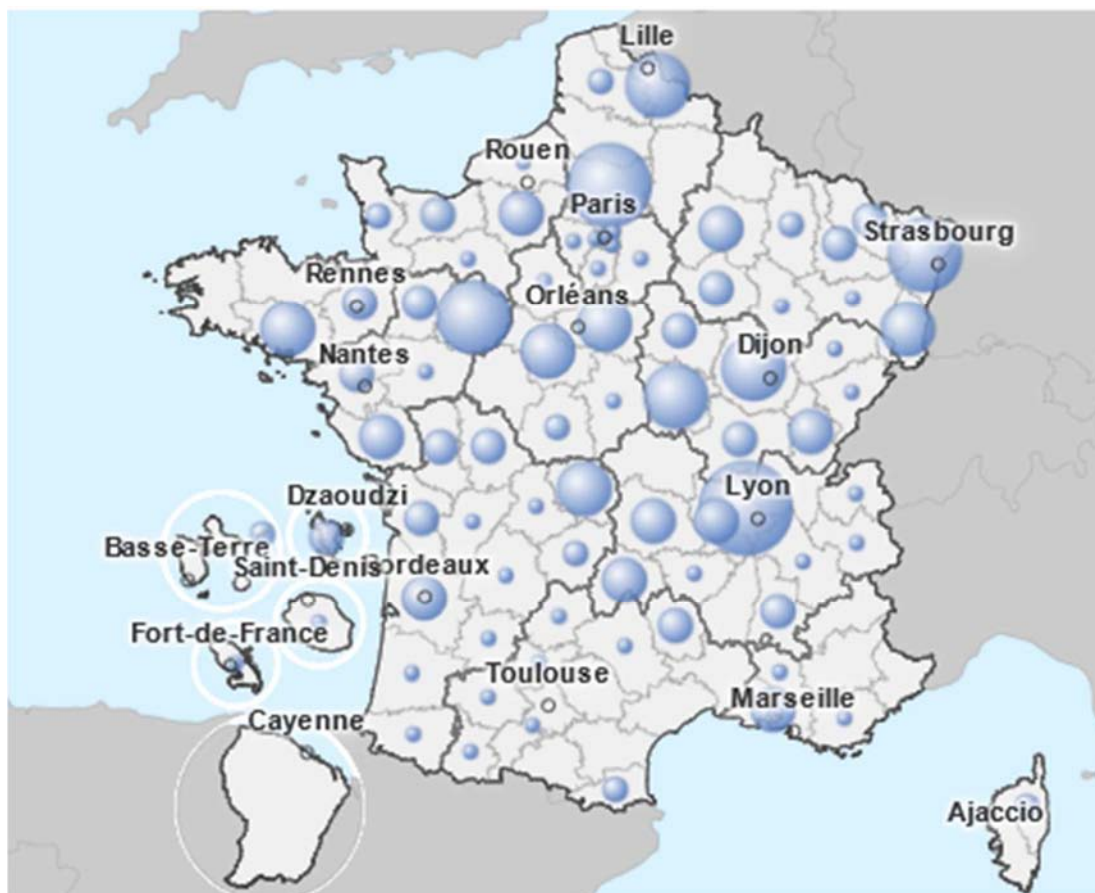 Lille
Rouen
Paris
Strasbourg
Rennes
Orléans
Nantes
Dijon
Dzaoudzi
Lyon
Basse-Terre
Saint-Denis
Bordeaux
Fort-de-France
Toulouse
Marseille
Cayenne
Ajaccio